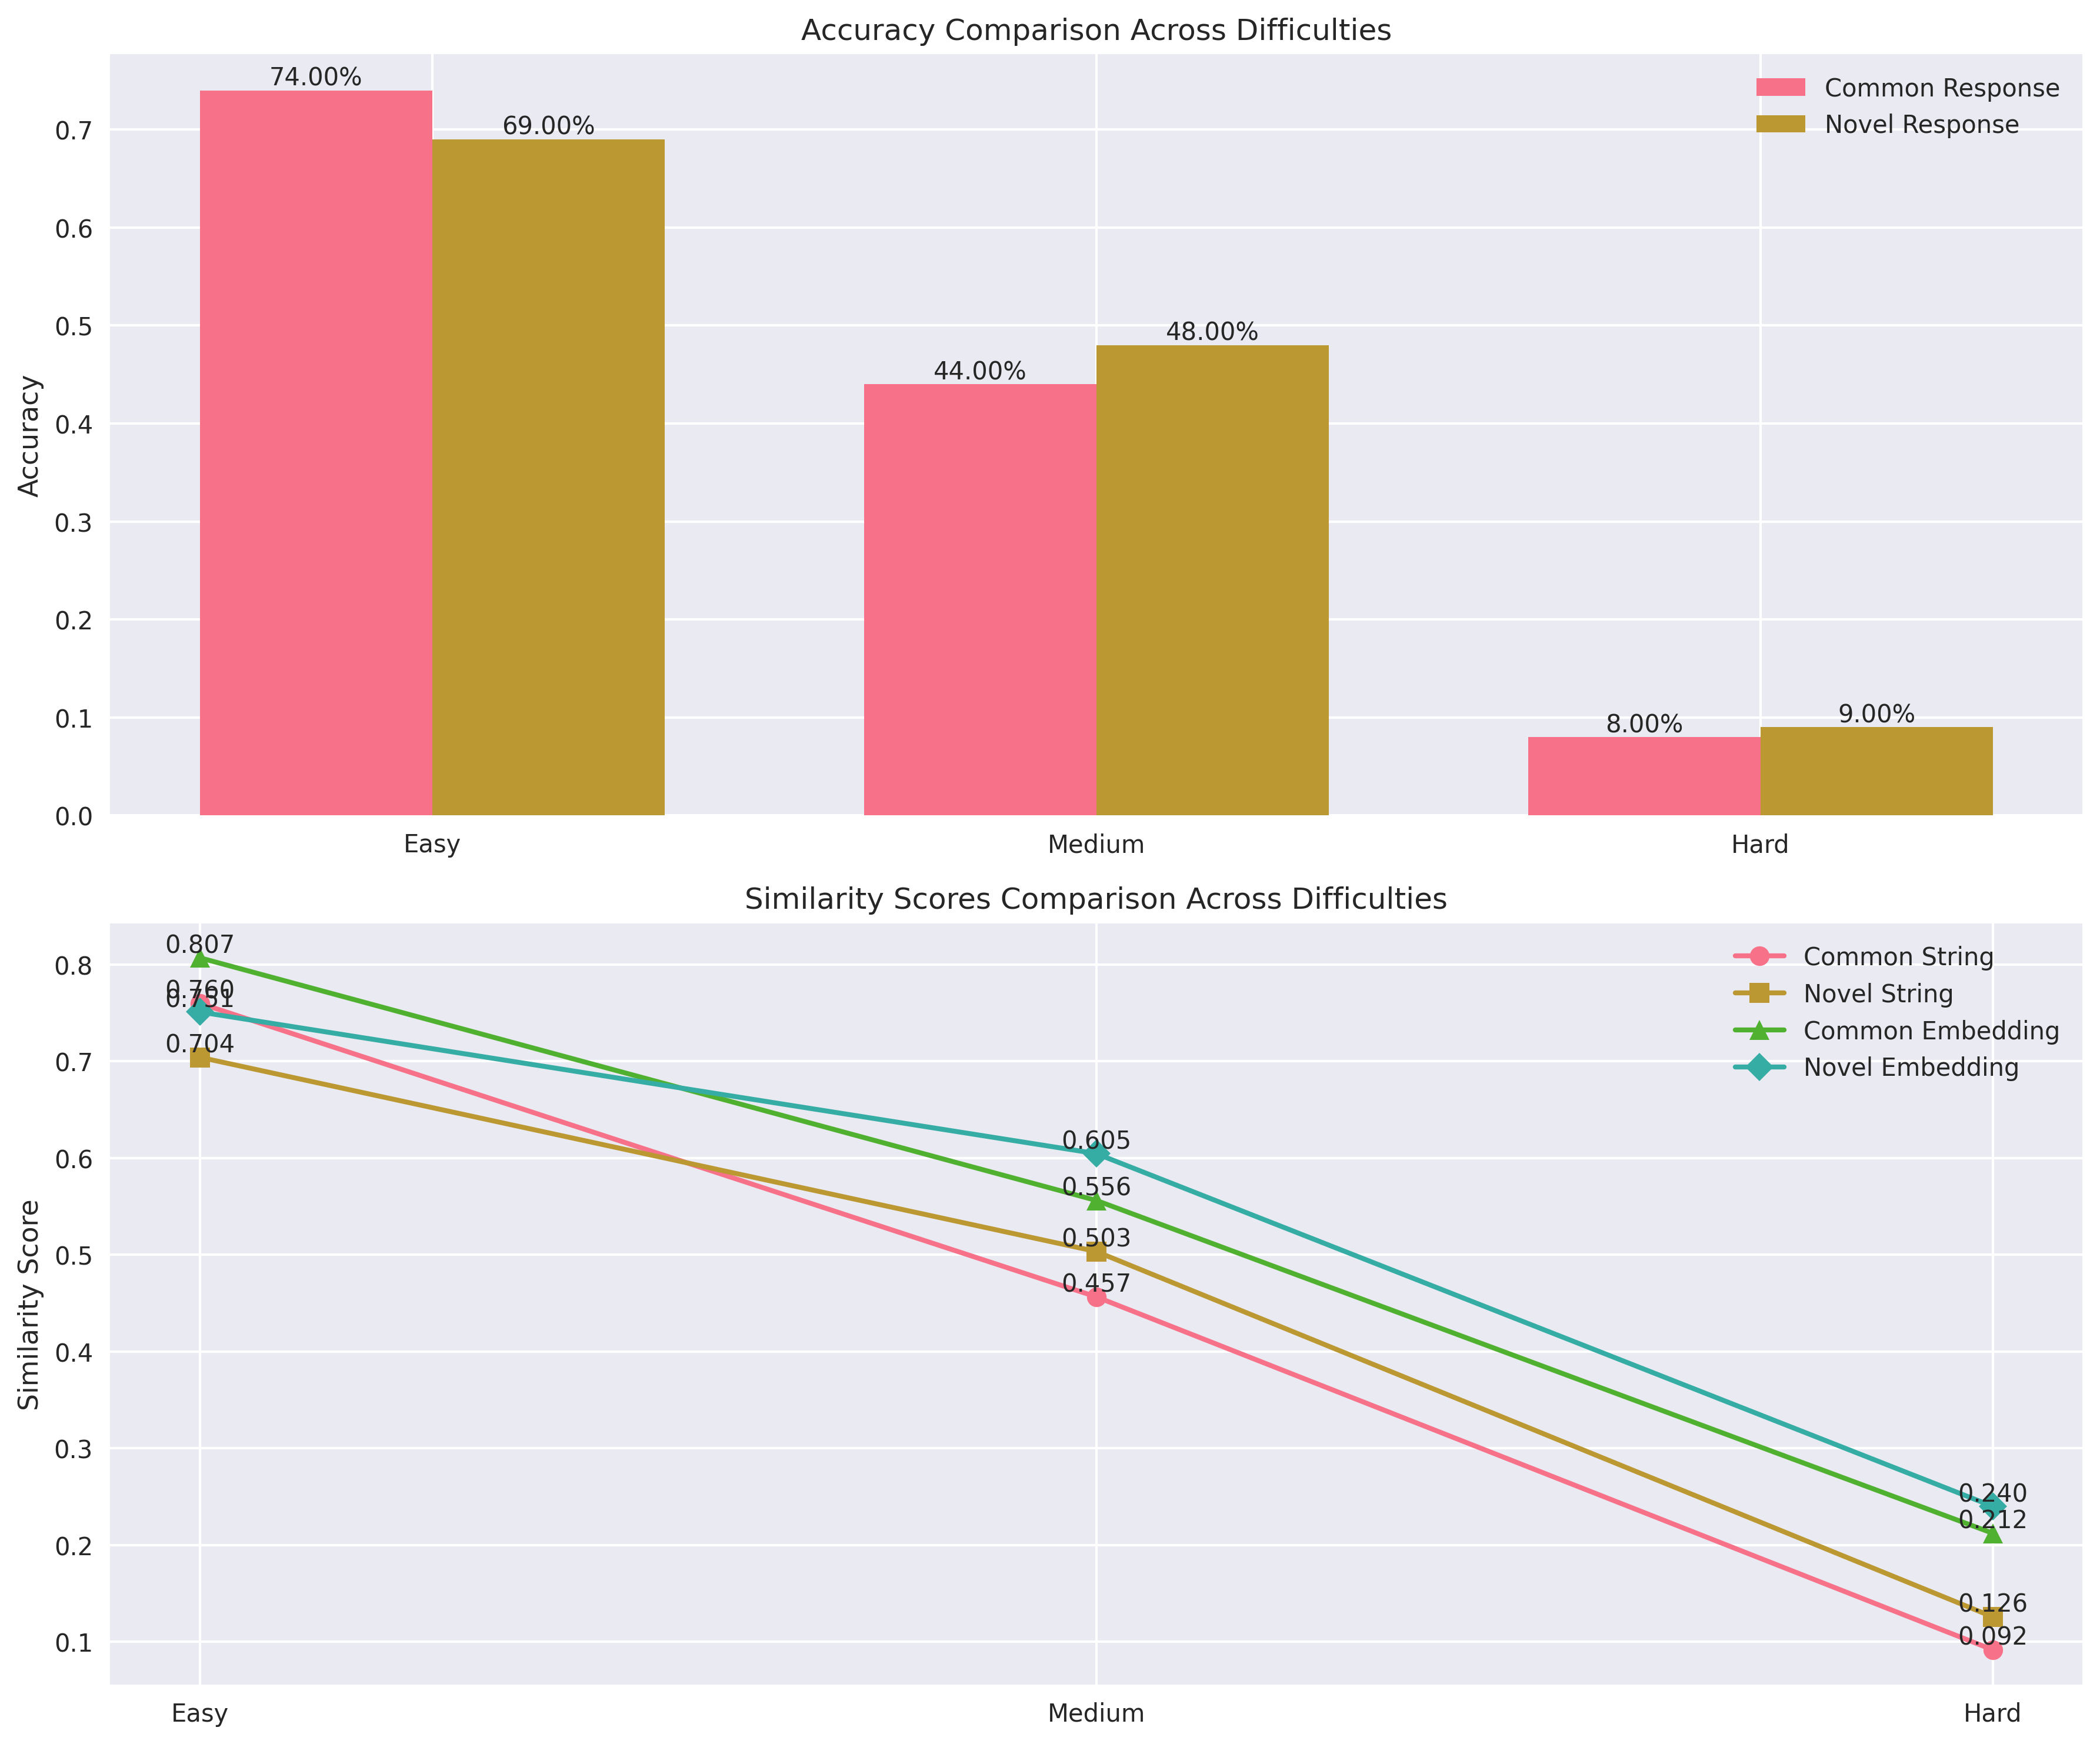 Accuracy Comparison Across Difficulties
Accuracy
0.7
0.6
0.5
0.4
0.3
0.2
0.1
0.0
74.00%
69.00%
44.00%
48.00%
8.00%
9.00%
Common Response
Novel Response
Easy
Medium
Hard
Similarity Scores Comparison Across Difficulties
Similarity Score
0.8
0.7
0.6
0.5
0.4
0.3
0.2
0.1
0.807
0.760
0.751
0.704
0.605
0.556
0.503
0.457
0.240
0.212
0.126
0.092
Common String
Novel String
Common Embedding
Novel Embedding
Easy
Medium
Hard